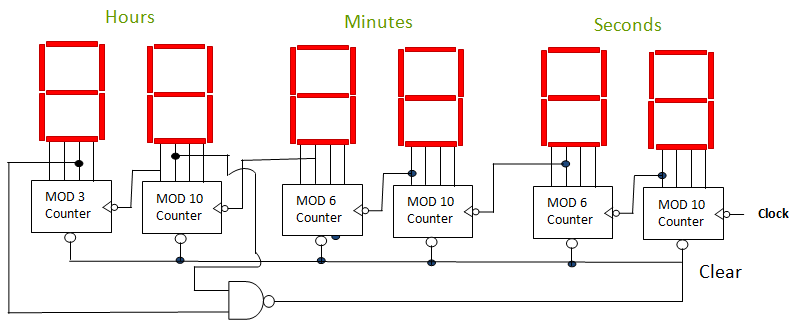 Hours
Minutes
Seconds
MOD 3
Counter
MOD 10
Counter
MOD 6
Counter
MOD 10
Counter
MOD 6
Counter
MOD 10
Counter
Clock
Clear